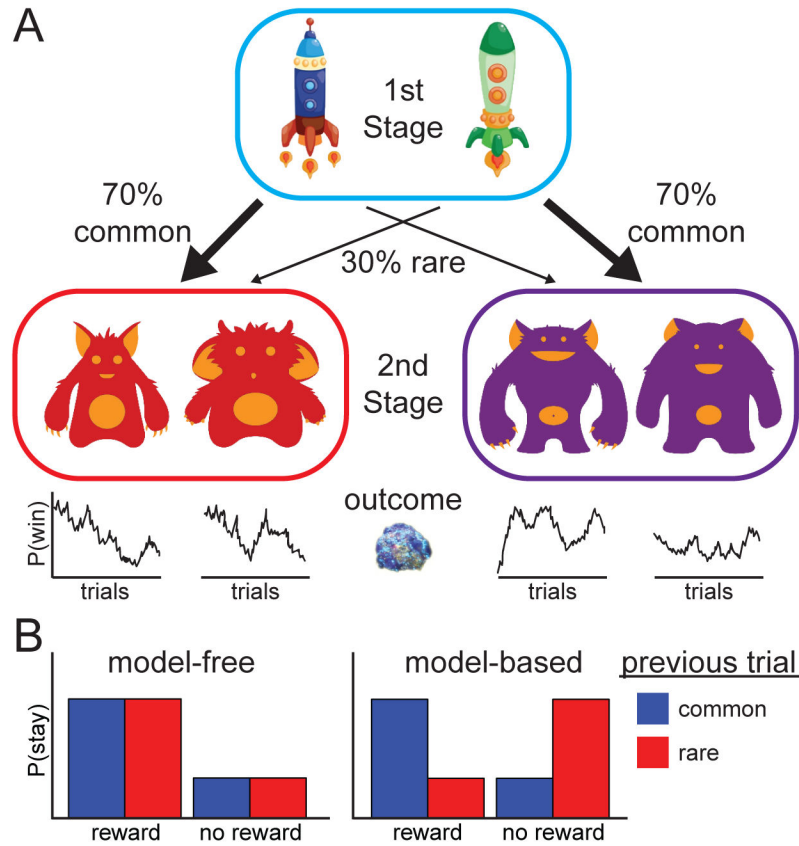 A
1st
Stage
70%
common
70%
common
30% rare
2nd
Stage
outcome
P(win)
trials
trials
trials
trials
B
model-free
model-based
previous trial
P(stay)
common
rare
reward
no reward
reward
no reward